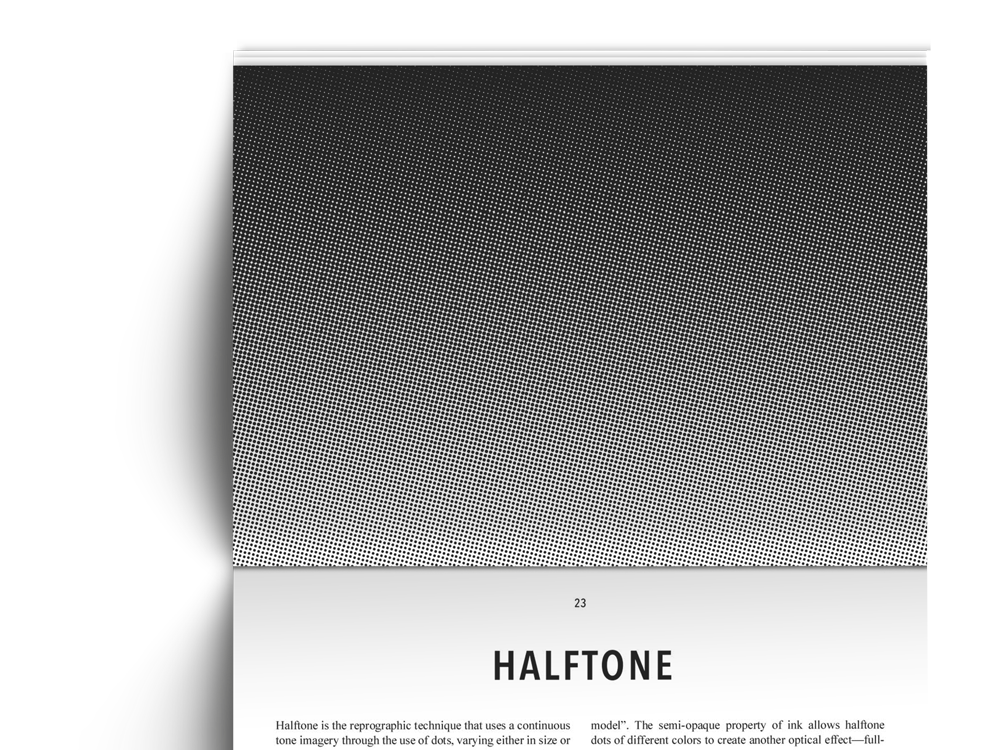 23
HALFTONE
Halftone is the reprographic technique that uses a continuous
tone imagery through the use of dots, varying either in size or
model”. The semi-opaque property of ink allows halftone
dots of different colors to create another optical effect—full-